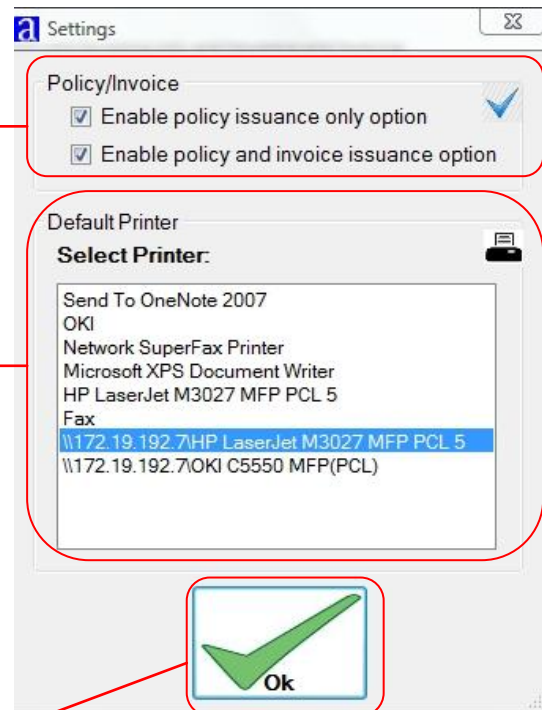 a Settings
Policy/Invoice
Enable policy issuance only option
Enable policy and invoice issuance option
Default Printer
Select Printer:
Send To OneNote 2007
OKI
Network SuperFax Printer
Microsoft XPS Document Writer
HP LaserJet M3027 MFP PCL 5
Fax
\\172.19.192.7\HP LaserJet M3027 MFP PCL 5
\\172.19.192.7\OKI C5550 MFP(PCL)
Ok